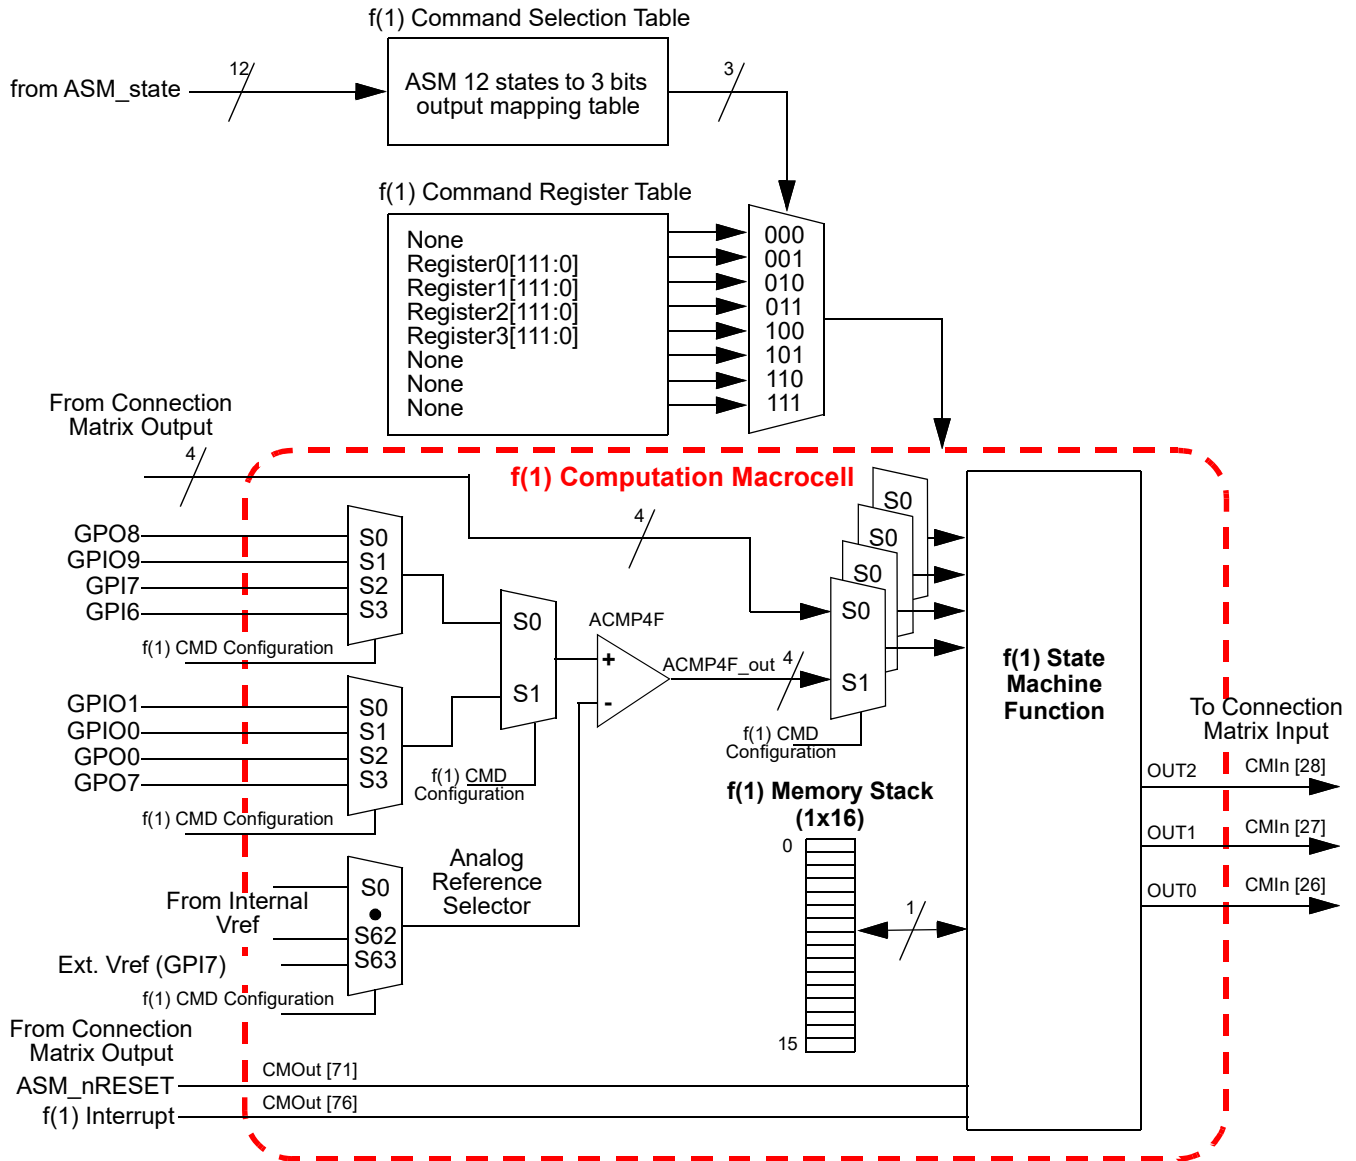 f(1) Command Selection Table
from ASM_state
12
ASM 12 states to 3 bits
output mapping table
3
f(1) Command Register Table
None
Register0[111:0]
Register1[111:0]
Register2[111:0]
Register3[111:0]
None
None
None
000
001
010
011
100
101
110
111
From Connection
Matrix Output
4
f(1) Computation Macrocell
4
GPO8
GPIO9
GPI7
GPI6
S0
S1
S2
S3
f(1) CMD Configuration
GPIO1
GPIO0
GPO0
GPO7
S0
S1
S2
S3
f(1) CMD Configuration
S0
S1
f(1) CMD
Configuration
ACMP4F
+
-
ACMP4F_out
4
S0
S0
S0
S0
S1
f(1) CMD
Configuration
f(1) State
Machine
Function
To Connection
Matrix Input
OUT2
CMIn [28]
OUT1
CMIn [27]
OUT0
CMIn [26]
f(1) Memory Stack
(1x16)
0
15
1
Analog
Reference
Selector
From Internal
Vref
Ext. Vref (GPI7)
S0
S62
S63
f(1) CMD Configuration
From Connection
Matrix Output
ASM_nRESET
CMOut [71]
f(1) Interrupt
CMOut [76]